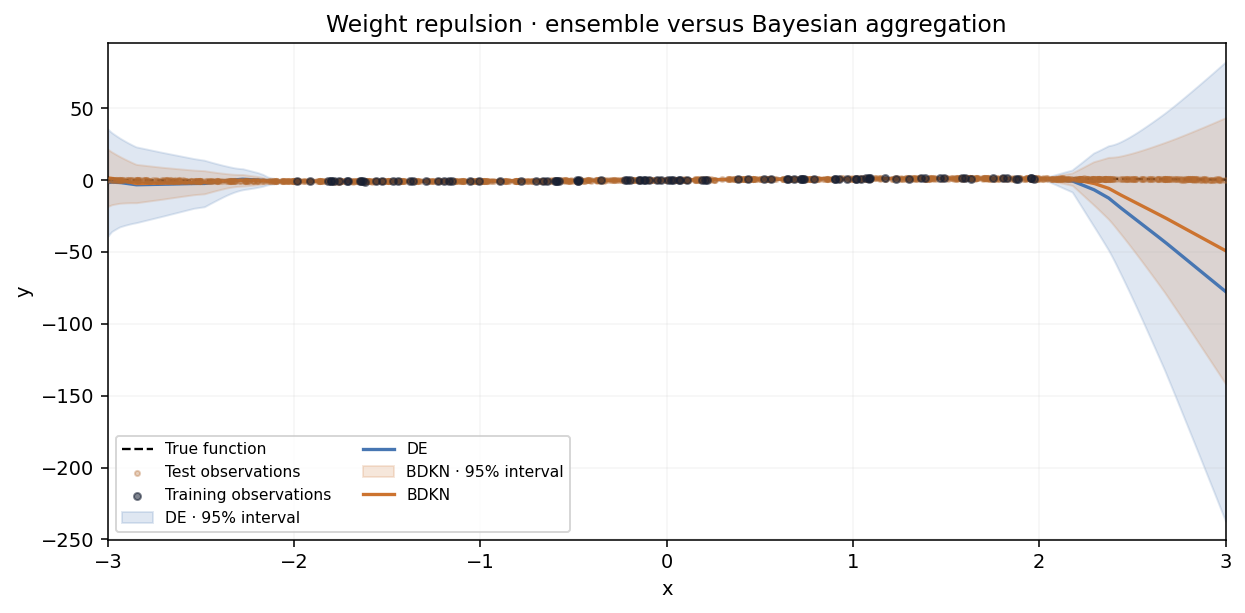 Weight repulsion · ensemble versus Bayesian aggregation
y
50
0
−50
−100
−150
−200
−250
True function
Test observations
Training observations
DE · 95% interval
DE
BDKN · 95% interval
BDKN
−3 −2 −1 0 1 2 3
x